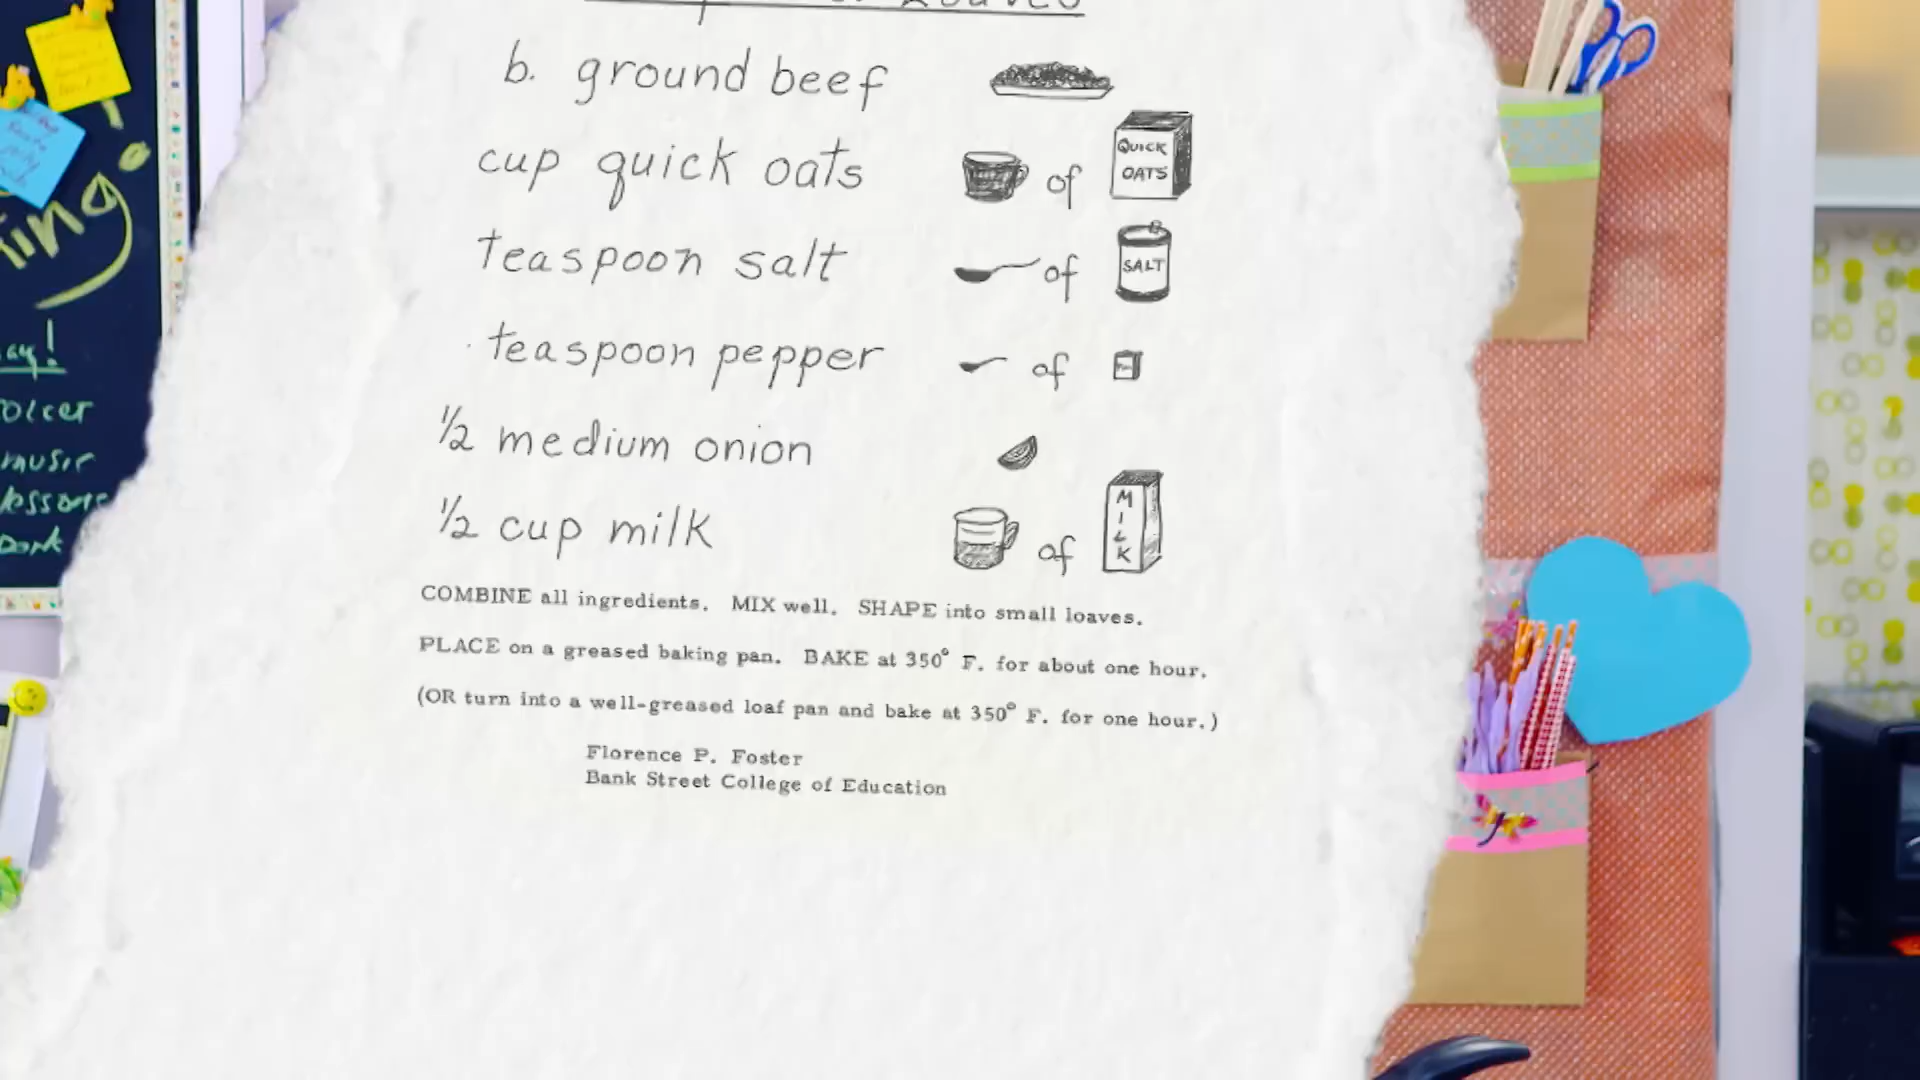 b. ground beef
cup quick oats
of
QUICK
OATS
teaspoon salt
of
SALT
teaspoon pepper
of
½ medium onion
½ cup milk
of
MILK
COMBINE all ingredients. MIX well. SHAPE into small loaves.
PLACE on a greased baking pan. BAKE at 350° F. for about one hour.
(OR turn into a well-greased loaf pan and bake at 350° F. for one hour.)
Florence P. Foster
Bank Street College of Education
music